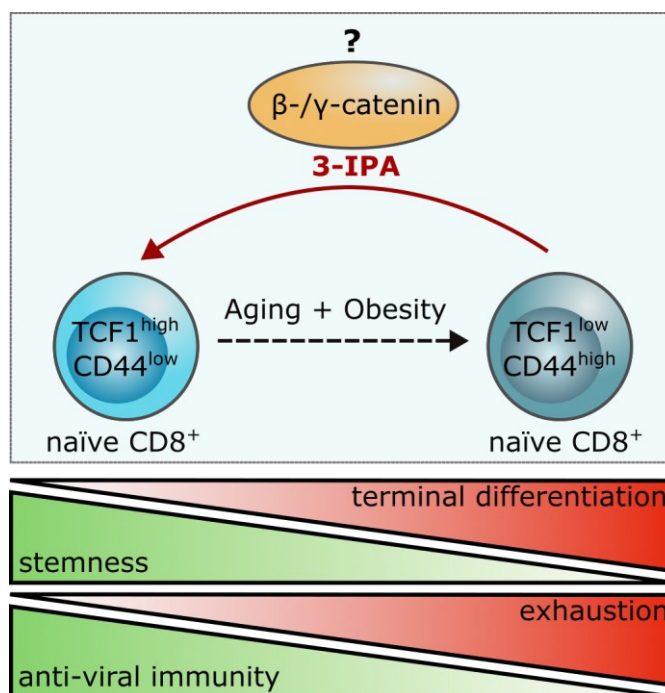 ?
β-/γ-catenin
3-IPA
Aging + Obesity
TCF1high
CD44low
naïve CD8+
TCF1low
CD44high
naïve CD8+
terminal differentiation
stemness
exhaustion
anti-viral immunity